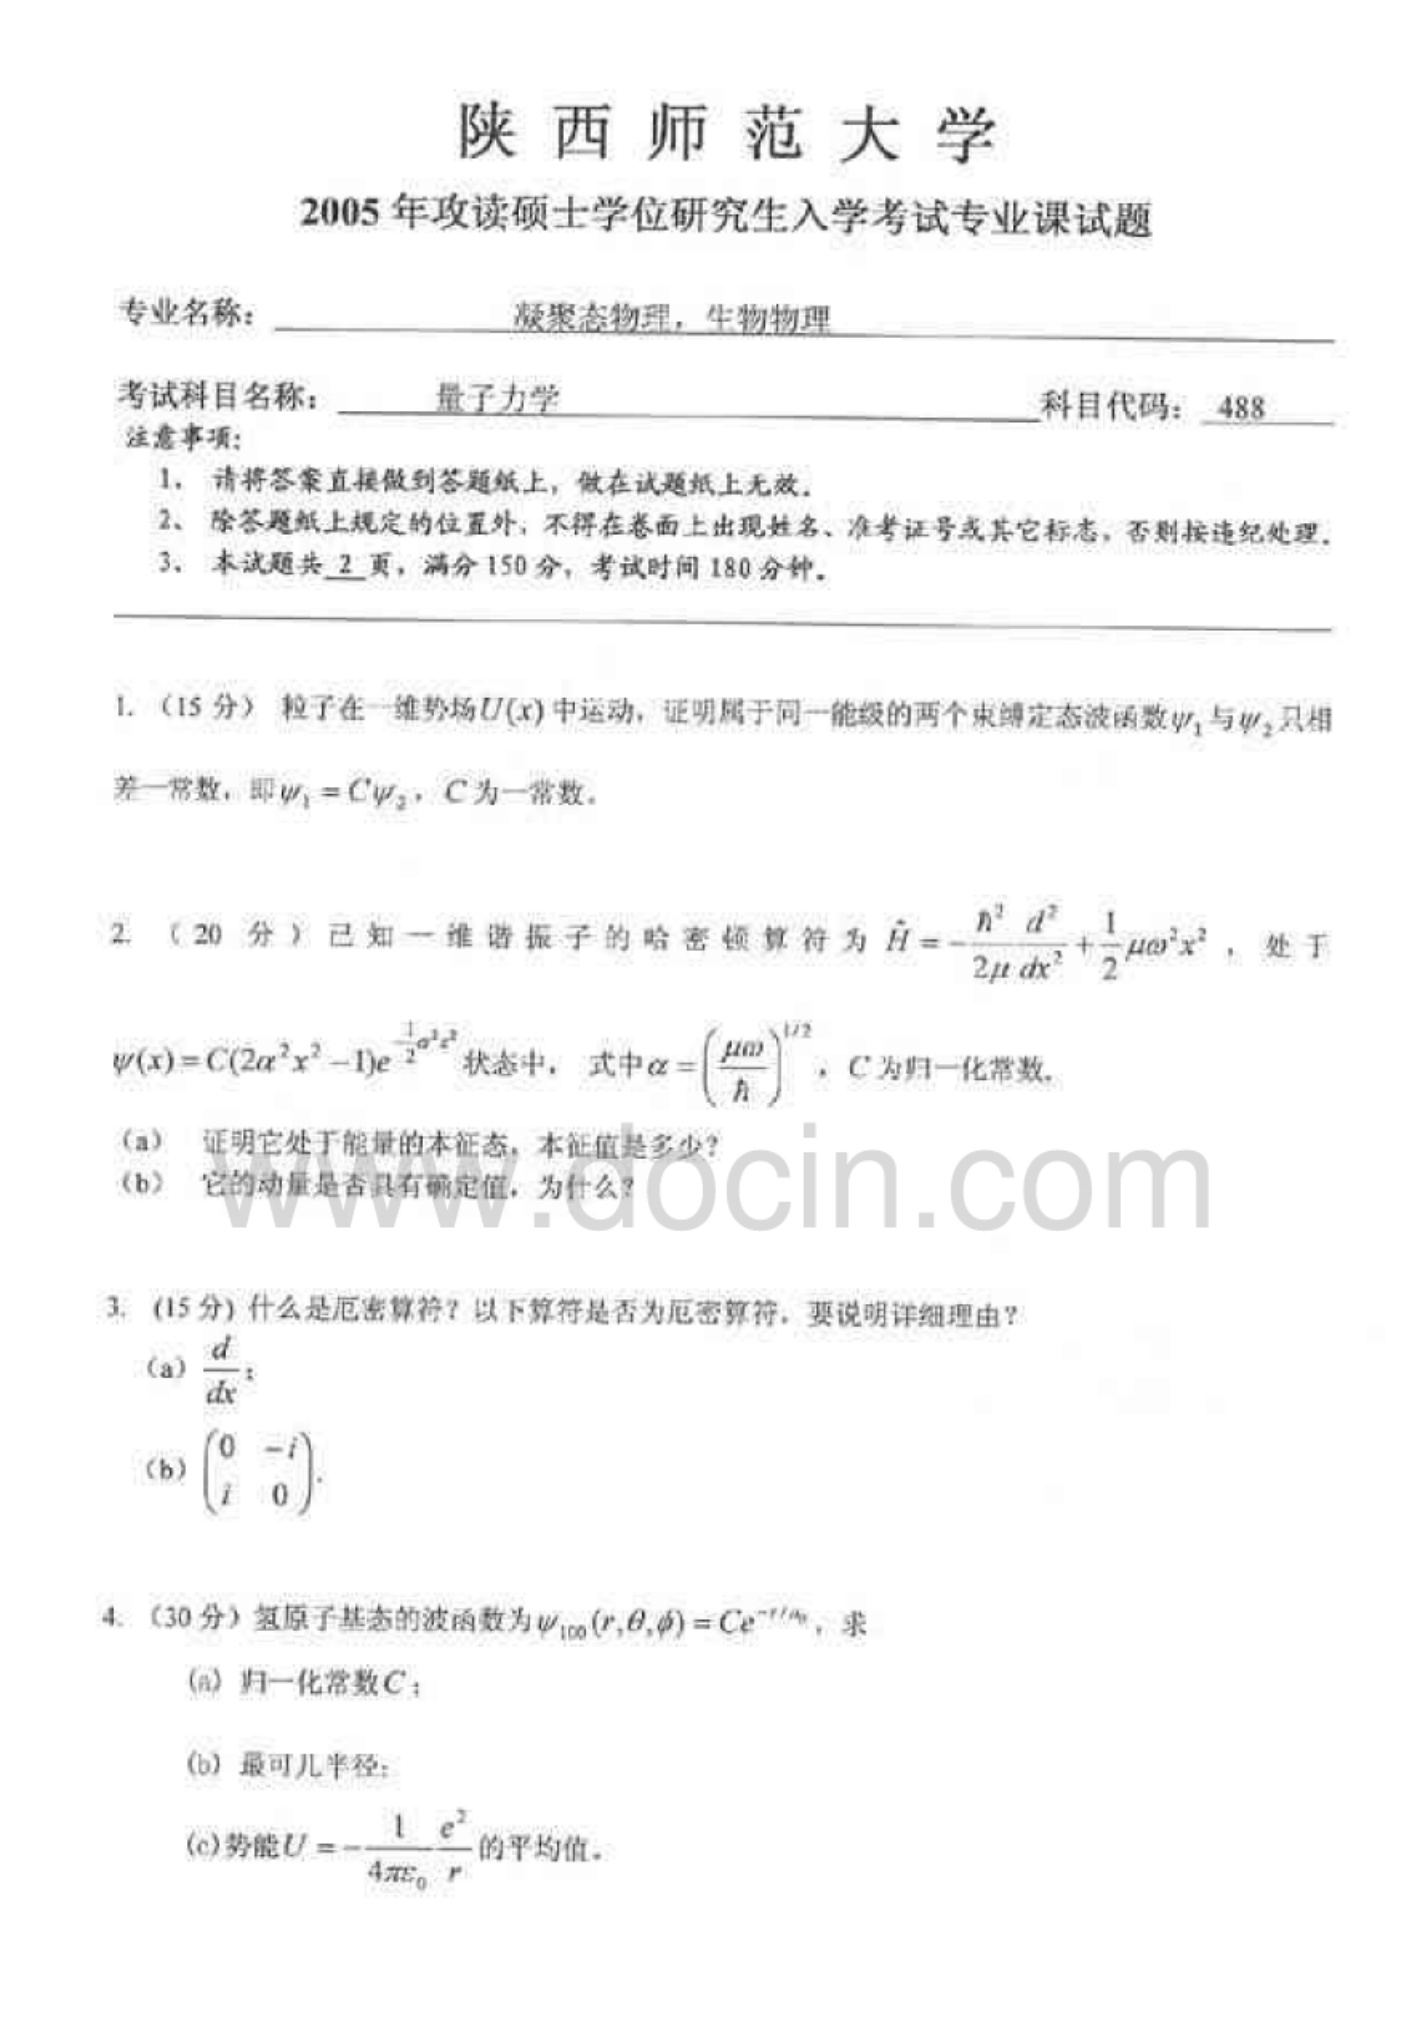 陕西师范大学
2005年攻读硕士学位研究生入学考试专业课试题
专业名称: 凝聚态物理,生物物理
考试科目名称: 量子力学 科目代码: 488
注意事项:
1、 请将答案直接做到答题纸上,做在试题纸上无效.
2、 除答题纸上规定的位置外,不得在卷面上出现姓名、准考证号或其它标志,否则按违纪处理.
3、 本试题共 2 页,满分150分,考试时间180分钟.
1. (15分) 粒子在一维势场U(x)中运动,证明属于同一能级的两个束缚定态波函数ψ₁与ψ₂只相
差一常数,即ψ₁ = Cψ₂, C为一常数.
2. (20分)已知一维谐振子的哈密顿算符为 Ĥ = -ħ²/2μ d²/dx² + 1/2 μω²x², 处于
ψ(x) = C(2α²x² - 1)e^(-1/2 α²x²) 状态中, 式中α = (μω/ħ)^(1/2), C为归一化常数.
(a) 证明它处于能量的本征态,本征值是多少?
(b) 它的动量是否具有确定值,为什么?
www.docin.com
3. (15分) 什么是厄密算符?以下算符是否为厄密算符,要说明详细理由?
(a) d/dx;
(b) (0 -i
i 0).
4. (30分)氢原子基态的波函数为ψ₁₀₀(r,θ,ϕ) = Ce^(-r/a₀), 求
(a) 归一化常数C;
(b) 最可几半径;
(c)势能U = - 1/4πε₀ e²/r 的平均值.